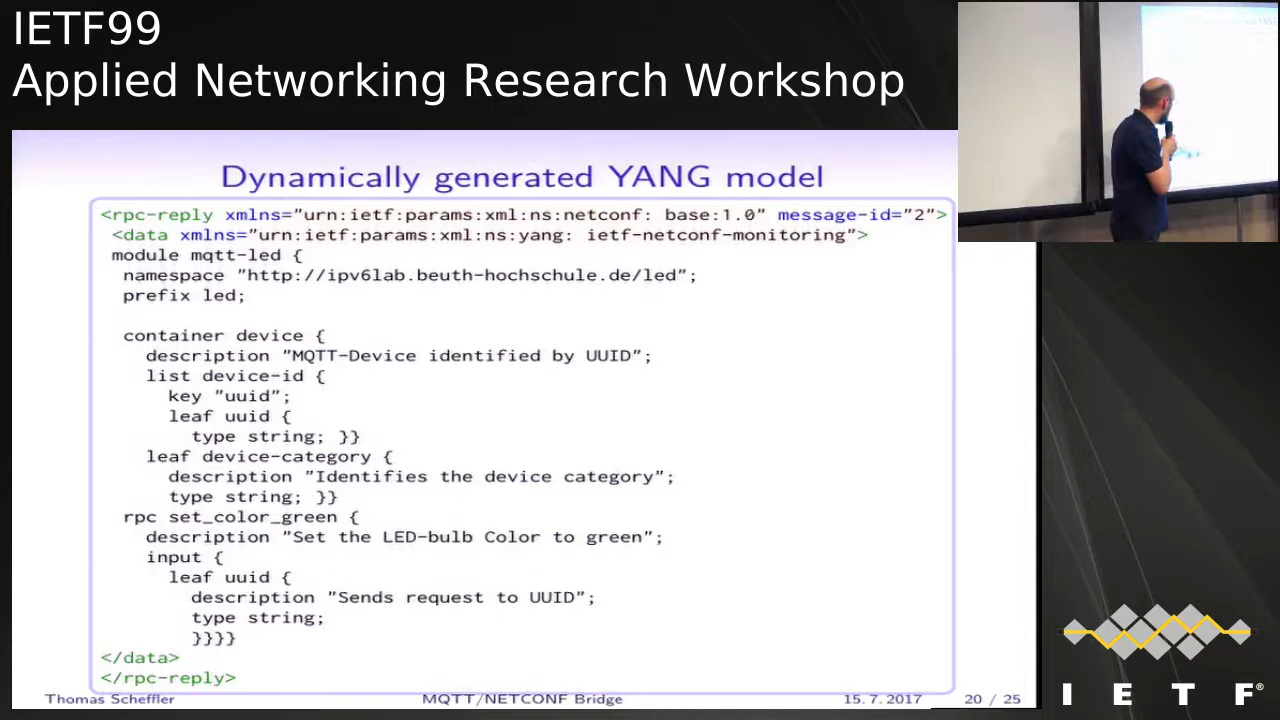 IETF99
Applied Networking Research Workshop
Dynamically generated YANG model
<rpc-reply xmlns="urn:ietf:params:xml:ns:netconf: base:1.0" message-id="2">
<data xmlns="urn:ietf:params:xml:ns:yang: ietf-netconf-monitoring">
module mqtt-led {
namespace "http://ipv6lab.beuth-hochschule.de/led";
prefix led;
container device {
description "MQTT-Device identified by UUID";
list device-id {
key "uuid";
leaf uuid {
type string; }}
leaf device-category {
description "Identifies the device category";
type string; }}
rpc set_color_green {
description "Set the LED-bulb Color to green";
input {
leaf uuid {
description "Sends request to UUID";
type string;
}}}}
</data>
</rpc-reply>
Thomas Scheffler MQTT/NETCONF Bridge 15.7.2017 20 / 25
I E T F®